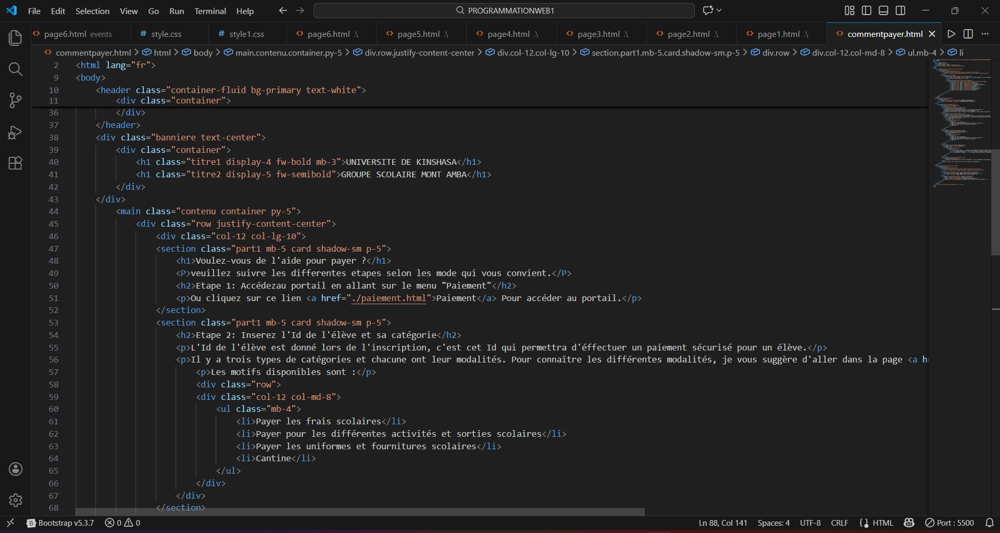 File Edit Selection View Go Run Terminal Help PROGRAMMATIONWEB1
page6.html events style.css style1.css page6.html .\ page5.html .\ page4.html .\ page3.html .\ page2.html .\ page1.html .\ commentpayer.html
commentpayer.html > html > body > main.contenu.container.py-5 > div.row.justify-content-center > div.col-12.col-lg-10 > section.part1.mb-5.card.shadow-sm.p-5 > div.row > div.col-12.col-md-8 > ul.mb-4 > li
2 <html lang="fr">
9 <body>
10 <header class="container-fluid bg-primary text-white">
11 <div class="container">
36 </div>
37 </header>
38 <div class="banniere text-center">
39 <div class="container">
40 <h1 class="titre1 display-4 fw-bold mb-3">UNIVERSITE DE KINSHASA</h1>
41 <h1 class="titre2 display-5 fw-semibold">GROUPE SCOLAIRE MONT AMBA</h1>
42 </div>
43 </div>
44 <main class="contenu container py-5">
45 <div class="row justify-content-center">
46 <div class="col-12 col-lg-10">
47 <section class="part1 mb-5 card shadow-sm p-5">
48 <h1>Voulez-vous de l'aide pour payer ?</h1>
49 <P>veuillez suivre les differentes etapes selon les mode qui vous convient.</P>
50 <h2>Etape 1: Accédezau portail en allant sur le menu "Paiement"</h2>
51 <p>Ou cliquez sur ce lien <a href="./paiement.html">Paiement</a> Pour accéder au portail.</p>
52 </section>
53 <section class="part1 mb-5 card shadow-sm p-5">
54 <h2>Etape 2: Inserez l'Id de l'élève et sa catégorie</h2>
55 <p>L'Id de l'élève est donné lors de l'inscription, c'est cet Id qui permettra d'éffectuer un paiement sécurisé pour un élève.</p>
56 <p>Il y a trois types de catégories et chacune ont leur modalités. Pour connaître les différentes modalités, je vous suggère d'aller dans la page <a h
57 <p>Les motifs disponibles sont :</p>
58 <div class="row">
59 <div class="col-12 col-md-8">
60 <ul class="mb-4">
61 <li>Payer les frais scolaires</li>
62 <li>Payer pour les différentes activités et sorties scolaires</li>
63 <li>Payer les uniformes et fournitures scolaires</li>
64 <li>Cantine</li>
65 </ul>
66 </div>
67 </div>
68 </section>
Bootstrap v5.3.7 0 0 Ln 88, Col 141 Spaces: 4 UTF-8 CRLF {} HTML Port : 5500